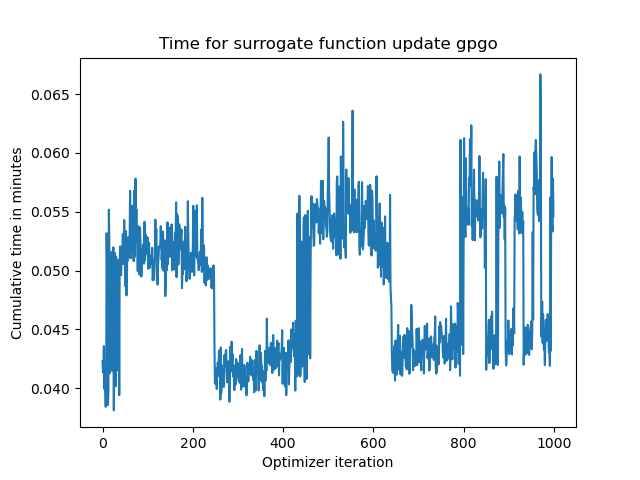 Time for surrogate function update gpgo
0.065
0.060
0.055
0.050
0.045
0.040
Cumulative time in minutes
0 200 400 600 800 1000
Optimizer iteration